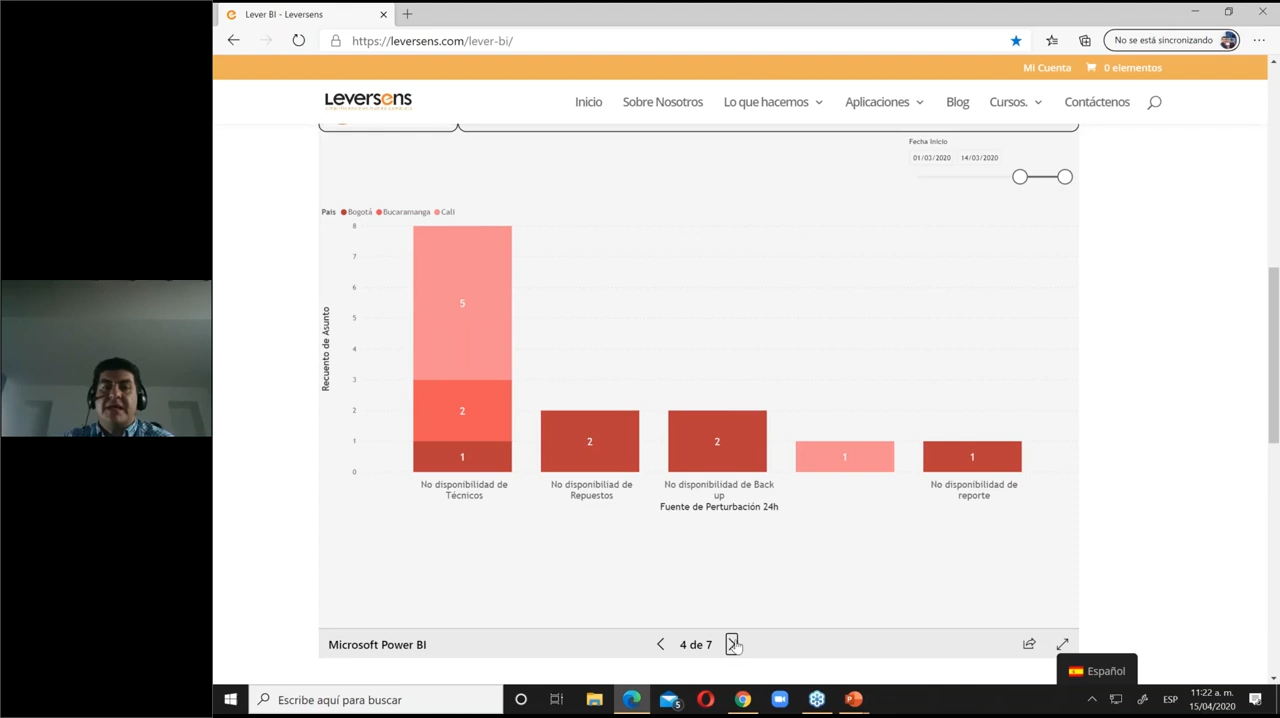 Lever BI - Leversens
https://leversens.com/lever-bi/
No se está sincronizando
Mi Cuenta 0 elementos
Leversens
Inicio Sobre Nosotros Lo que hacemos Aplicaciones Blog Cursos. Contáctenos
Fecha Inicio
01/03/2020 14/03/2020
País Bogotá Bucaramanga Cali
8
7
6
5
4
3
2
1
0
Recuento de Asunto
5
2
1
2
2
1
1
No disponibilidad de
Técnicos
No disponibiliad de
Repuestos
No disponibilidad de Back
up
No disponibilidad de
reporte
Fuente de Perturbación 24h
Microsoft Power BI
4 de 7
Español
Escribe aquí para buscar
5
ESP
11:22 a. m.
15/04/2020